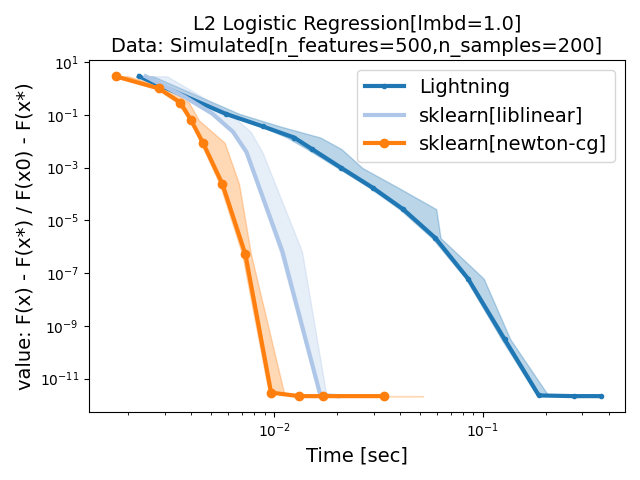 L2 Logistic Regression[lmbd=1.0]
Data: Simulated[n_features=500,n_samples=200]
value: F(x) - F(x*) / F(x0) - F(x*)
10¹
10⁻¹
10⁻³
10⁻⁵
10⁻⁷
10⁻⁹
10⁻¹¹
Lightning
sklearn[liblinear]
sklearn[newton-cg]
10⁻² 10⁻¹
Time [sec]